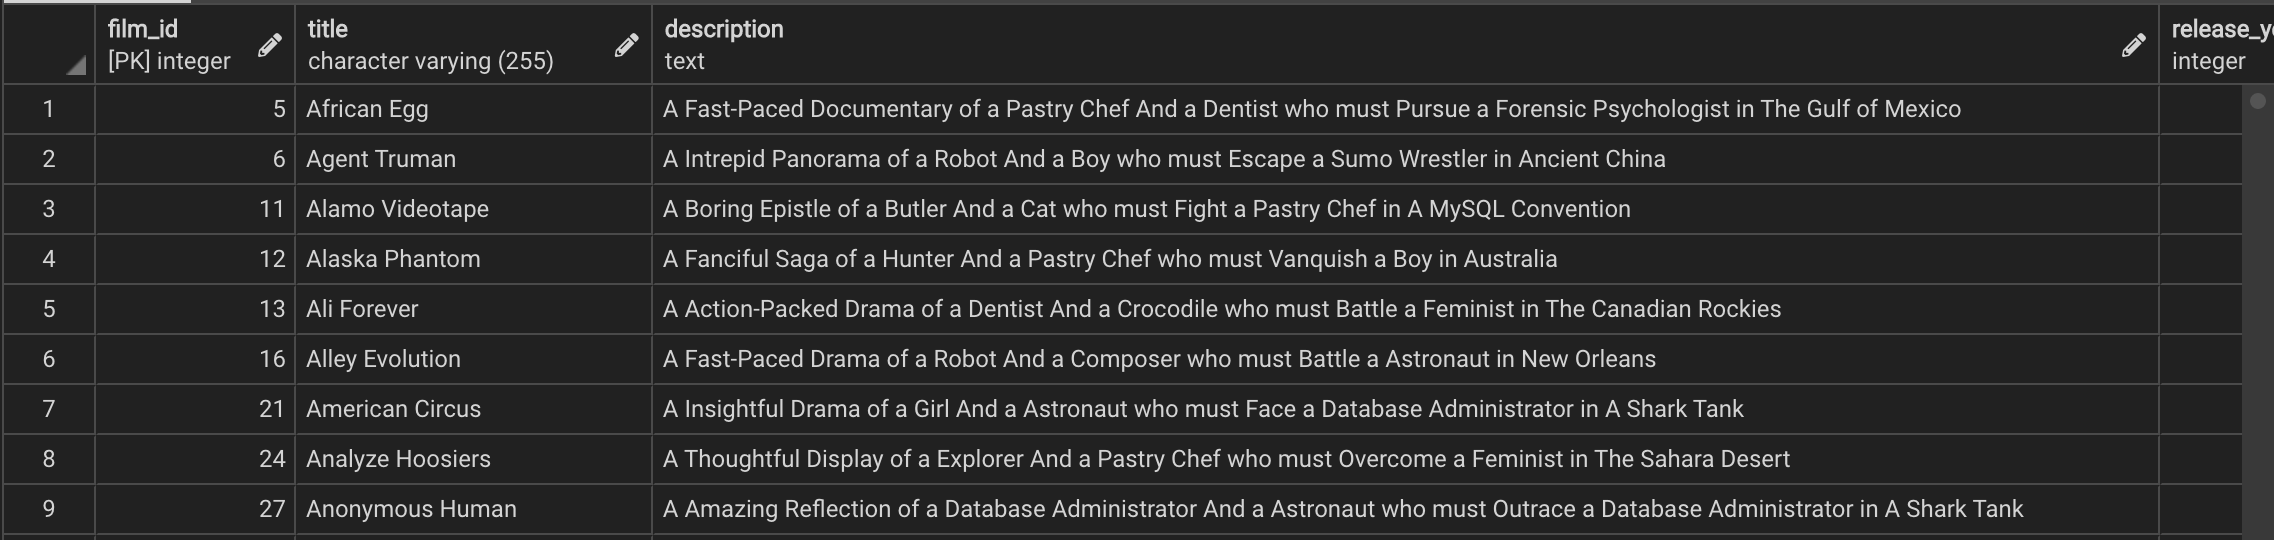 film_id title description release_y
[PK] integer character varying (255) text integer
1 5 African Egg A Fast-Paced Documentary of a Pastry Chef And a Dentist who must Pursue a Forensic Psychologist in The Gulf of Mexico
2 6 Agent Truman A Intrepid Panorama of a Robot And a Boy who must Escape a Sumo Wrestler in Ancient China
3 11 Alamo Videotape A Boring Epistle of a Butler And a Cat who must Fight a Pastry Chef in A MySQL Convention
4 12 Alaska Phantom A Fanciful Saga of a Hunter And a Pastry Chef who must Vanquish a Boy in Australia
5 13 Ali Forever A Action-Packed Drama of a Dentist And a Crocodile who must Battle a Feminist in The Canadian Rockies
6 16 Alley Evolution A Fast-Paced Drama of a Robot And a Composer who must Battle a Astronaut in New Orleans
7 21 American Circus A Insightful Drama of a Girl And a Astronaut who must Face a Database Administrator in A Shark Tank
8 24 Analyze Hoosiers A Thoughtful Display of a Explorer And a Pastry Chef who must Overcome a Feminist in The Sahara Desert
9 27 Anonymous Human A Amazing Reflection of a Database Administrator And a Astronaut who must Outrace a Database Administrator in A Shark Tank